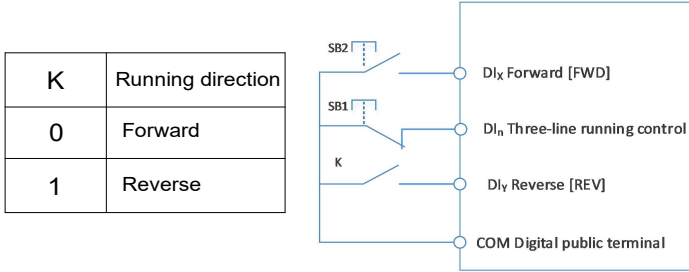 K Running direction
0 Forward
1 Reverse
SB2
DIX Forward [FWD]
SB1
DIn Three-line running control
K
DIY Reverse [REV]
COM Digital public terminal